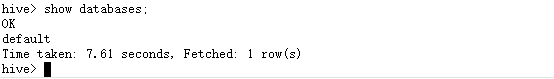 hive> show databases;
OK
default
Time taken: 7.61 seconds, Fetched: 1 row(s)
hive>